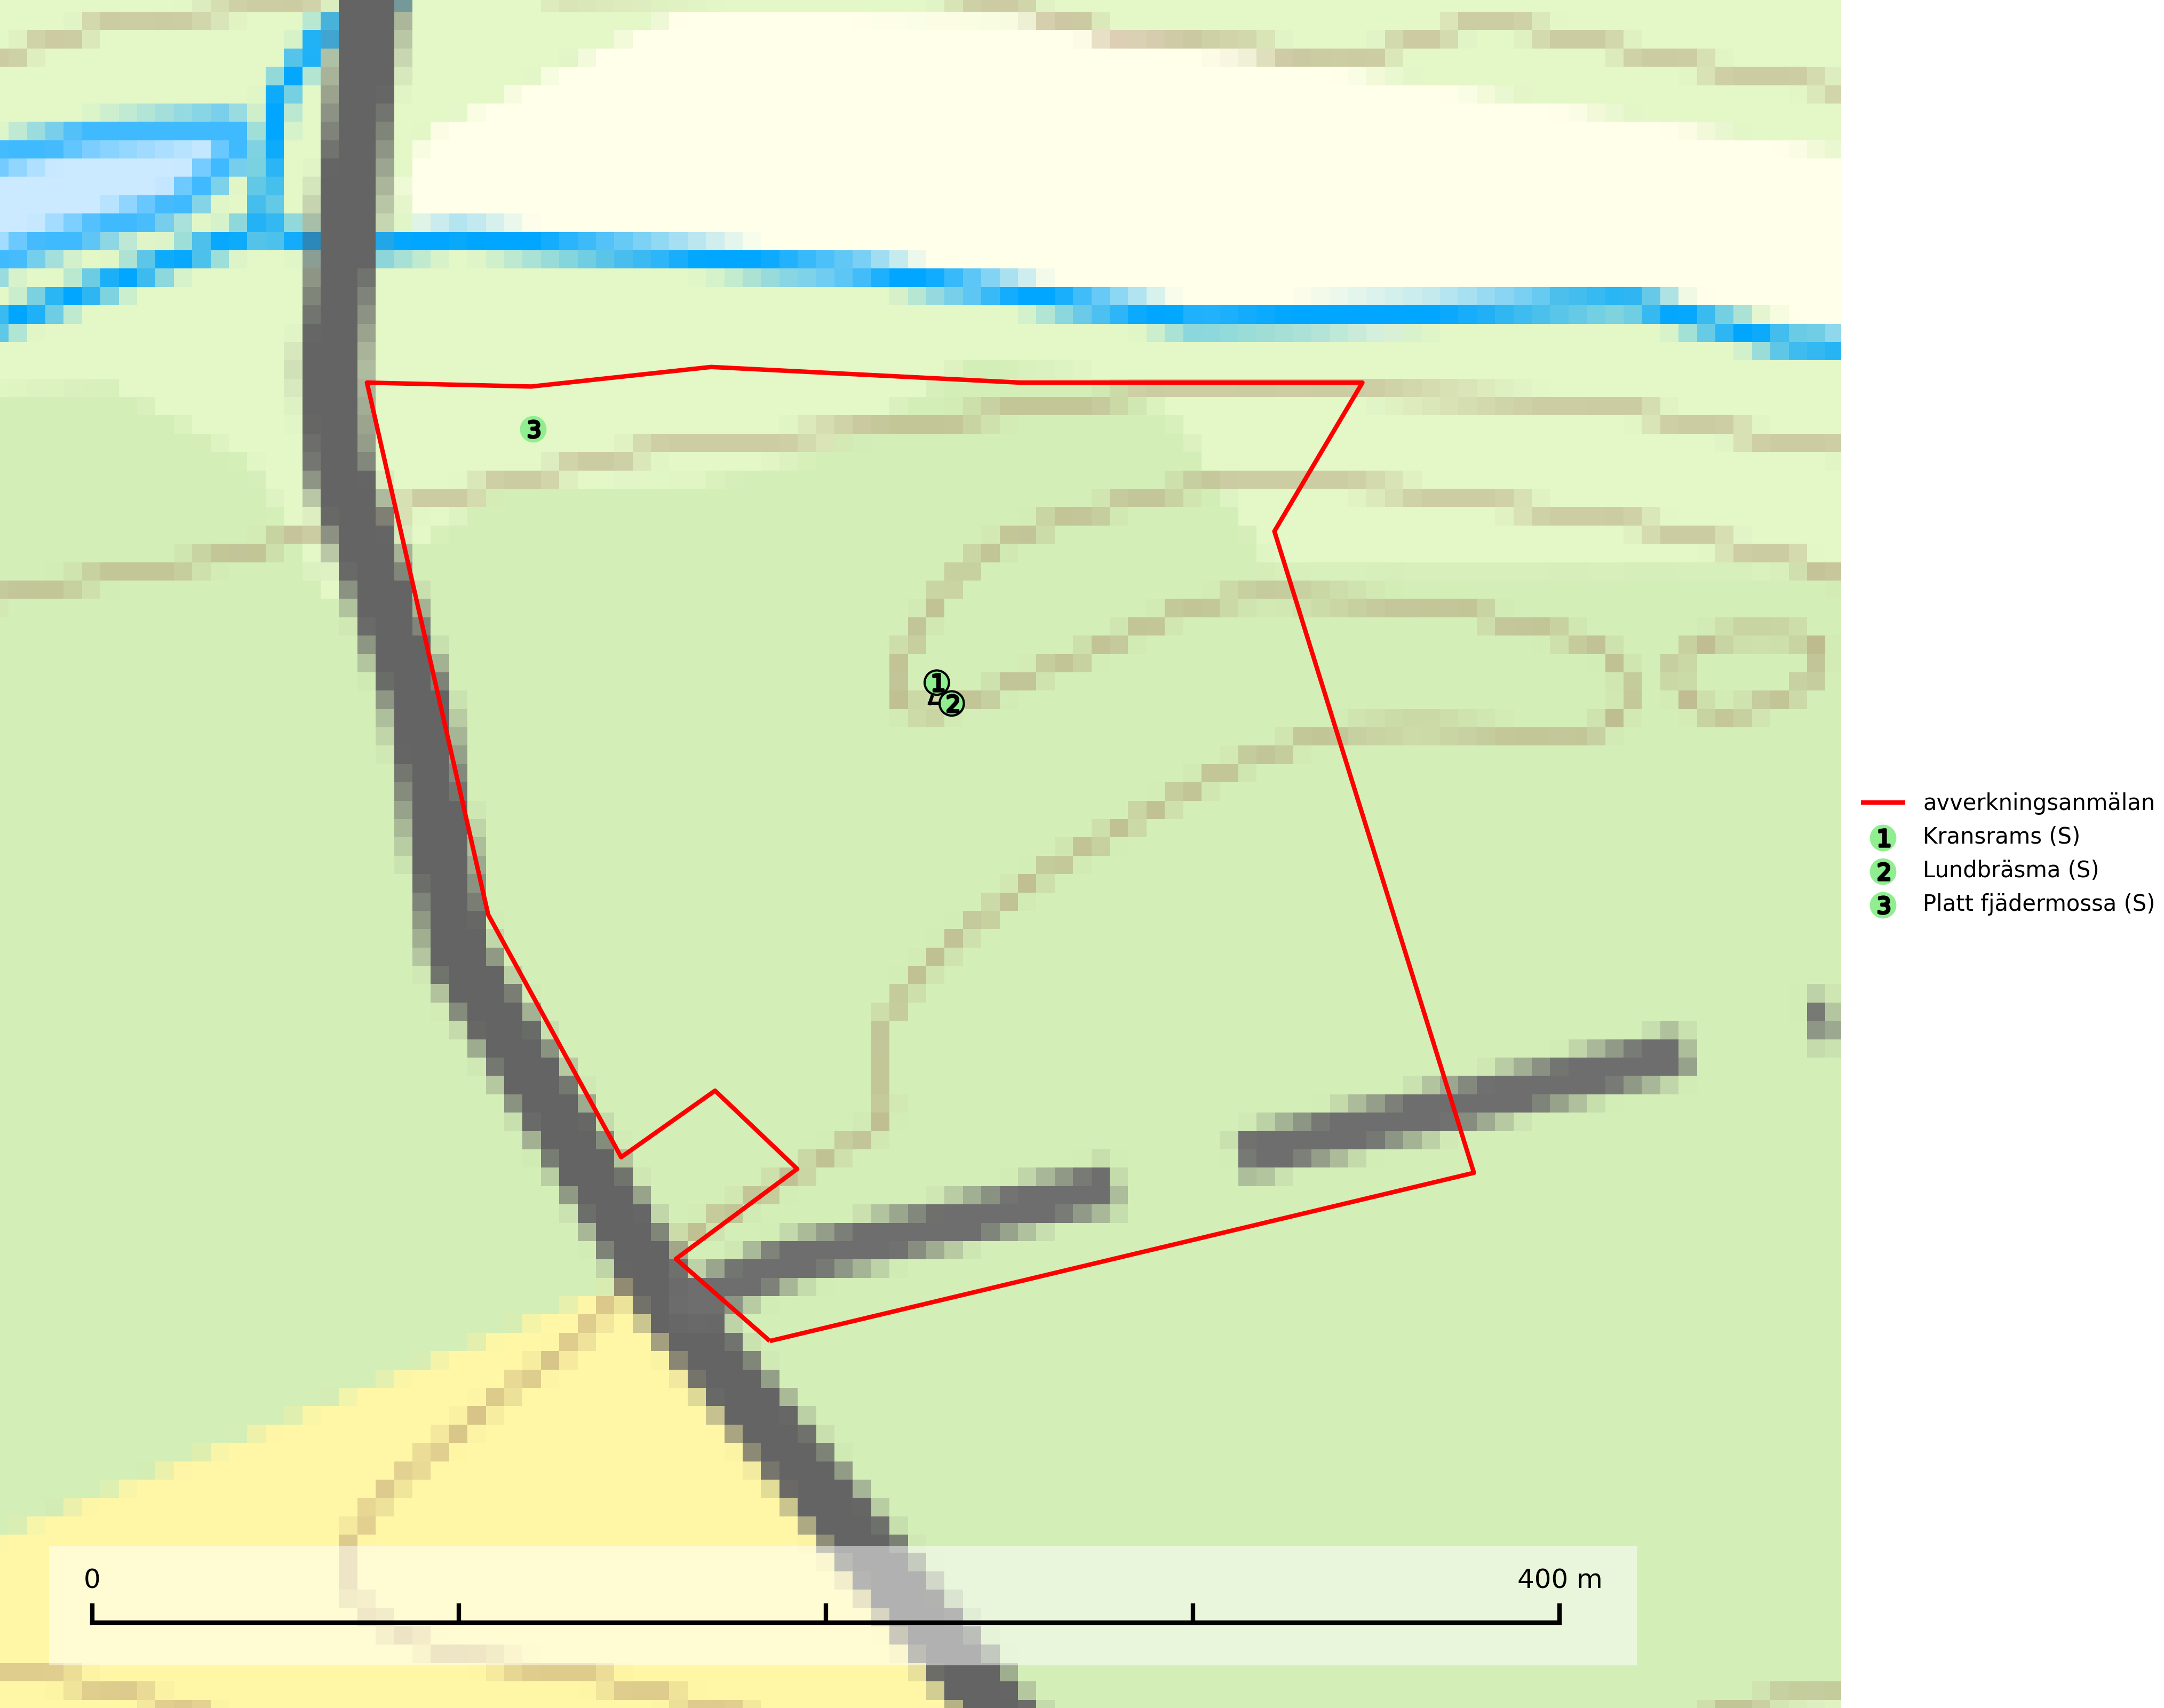 3
1
2
avverkningsanmälan
1 Kransrams (S)
2 Lundbräsma (S)
3 Platt fjädermossa (S)
0 400 m